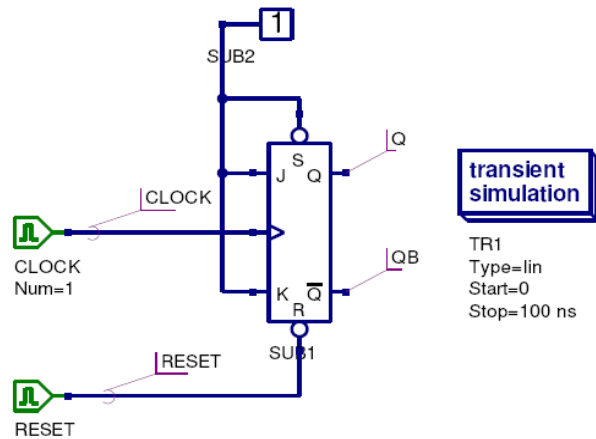 1
SUB2
S
J
Q
K
Q
R
SUB1
Q
QB
CLOCK
CLOCK
Num=1
RESET
RESET
transient
simulation
TR1
Type=lin
Start=0
Stop=100 ns